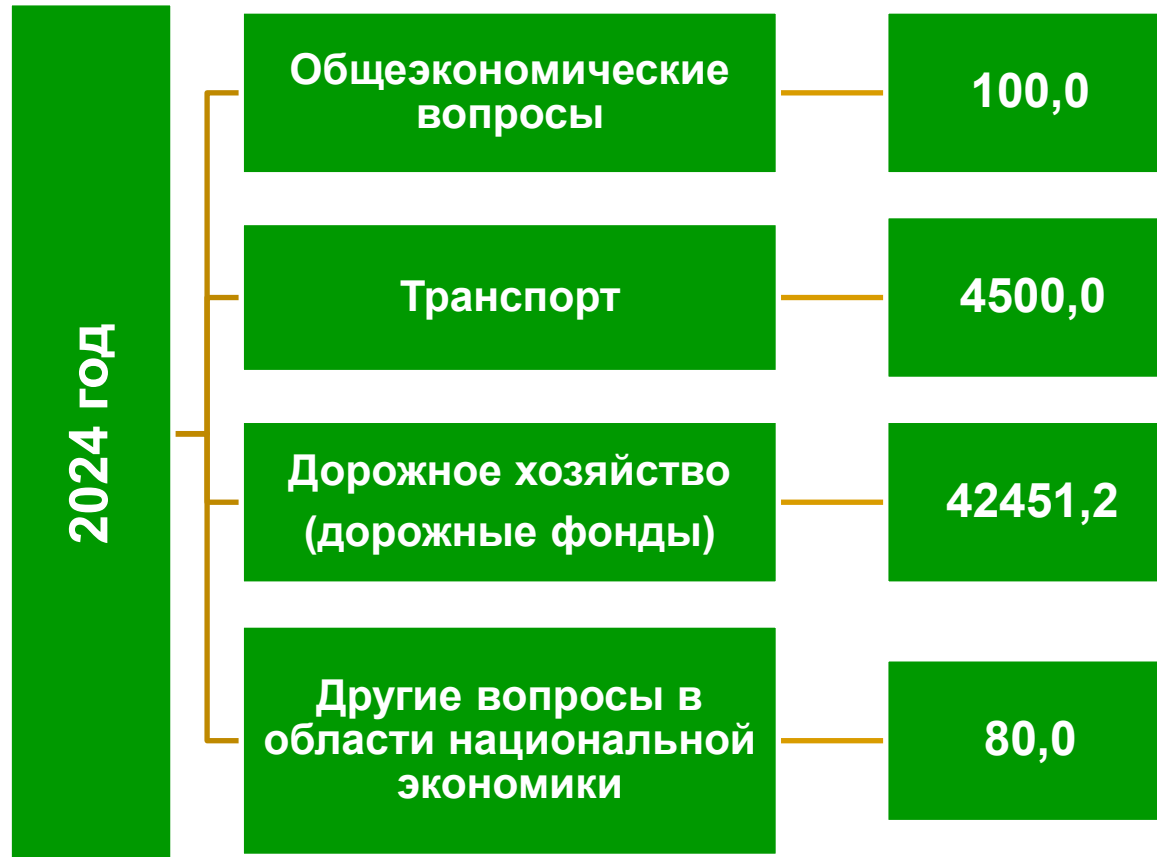 2024 год
Общеэкономические
вопросы
100,0
Транспорт
4500,0
Дорожное хозяйство
(дорожные фонды)
42451,2
Другие вопросы в
области национальной
экономики
80,0